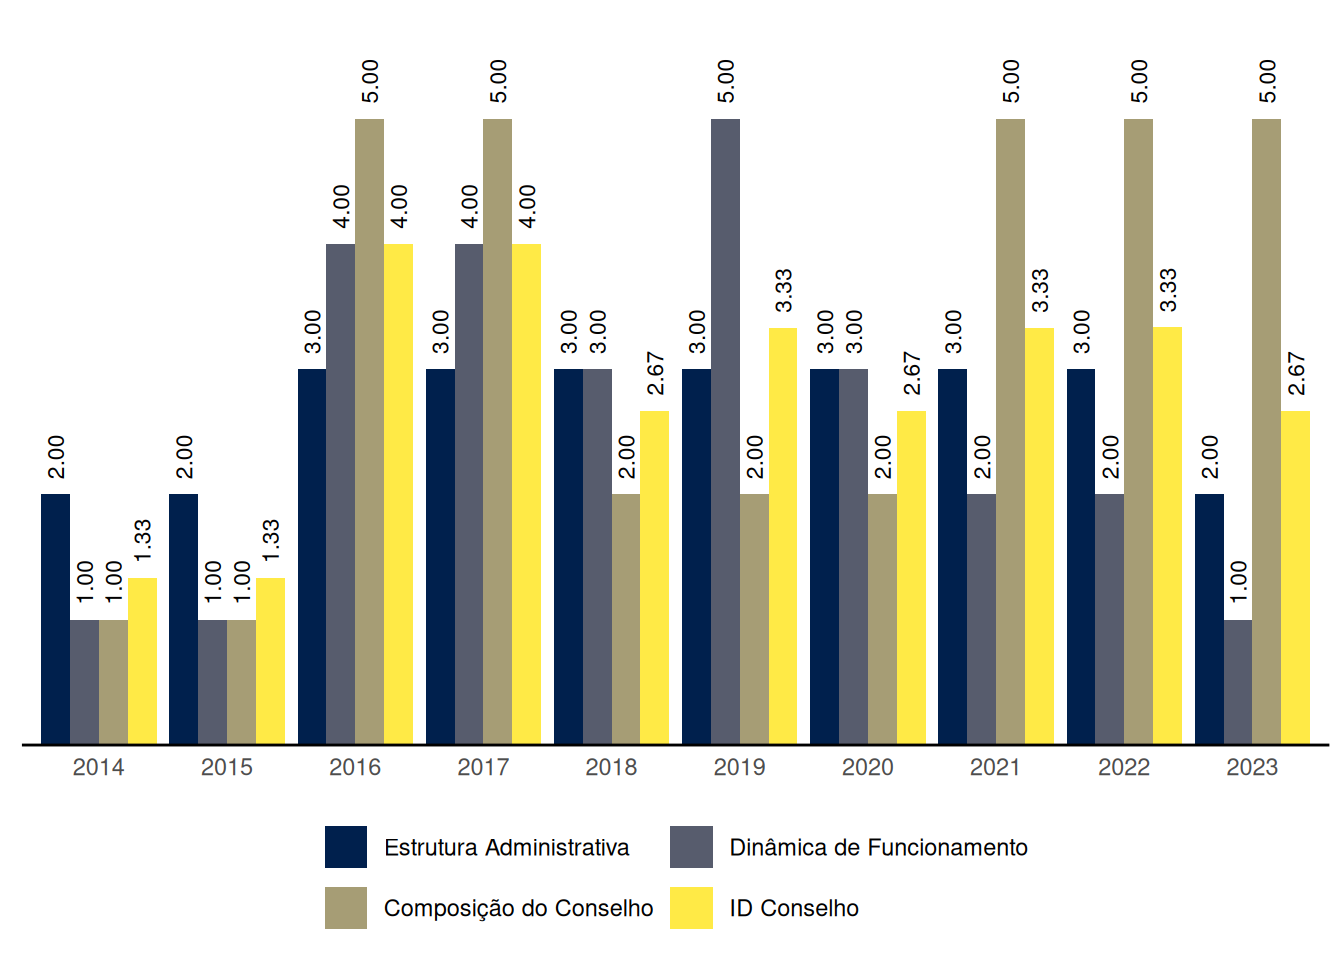 2.00 1.00 1.00 1.33 2.00 1.00 1.00 1.33 3.00 4.00 5.00 4.00 3.00 4.00 5.00 4.00 3.00 3.00 2.00 2.67 3.00 5.00 2.00 3.33 3.00 3.00 2.00 2.67 3.00 2.00 5.00 3.33 3.00 2.00 5.00 3.33 2.00 1.00 5.00 2.67
2014 2015 2016 2017 2018 2019 2020 2021 2022 2023
Estrutura Administrativa Dinâmica de Funcionamento
Composição do Conselho ID Conselho